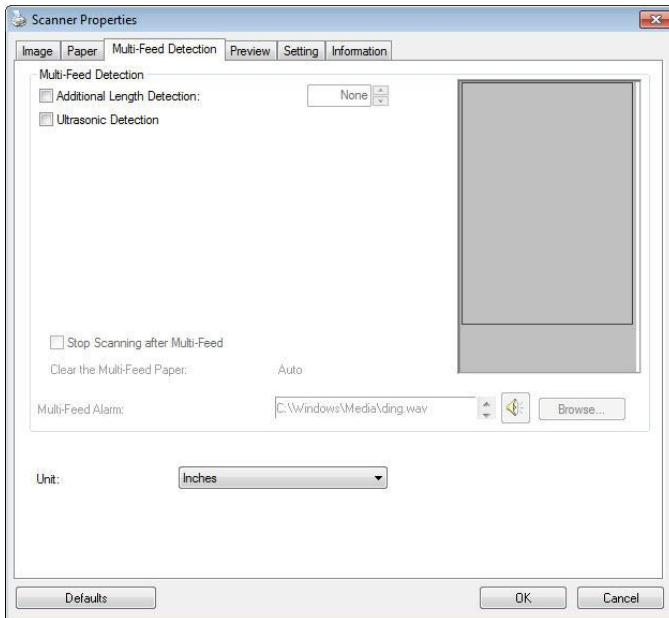 Scanner Properties
Image Paper Multi-Feed Detection Preview Setting Information
Multi-Feed Detection
Additional Length Detection: None
Ultrasonic Detection
Stop Scanning after Multi-Feed
Clear the Multi-Feed Paper: Auto
Multi-Feed Alarm: C:\Windows\Media\ding.wav Browse...
Unit: Inches
Defaults OK Cancel